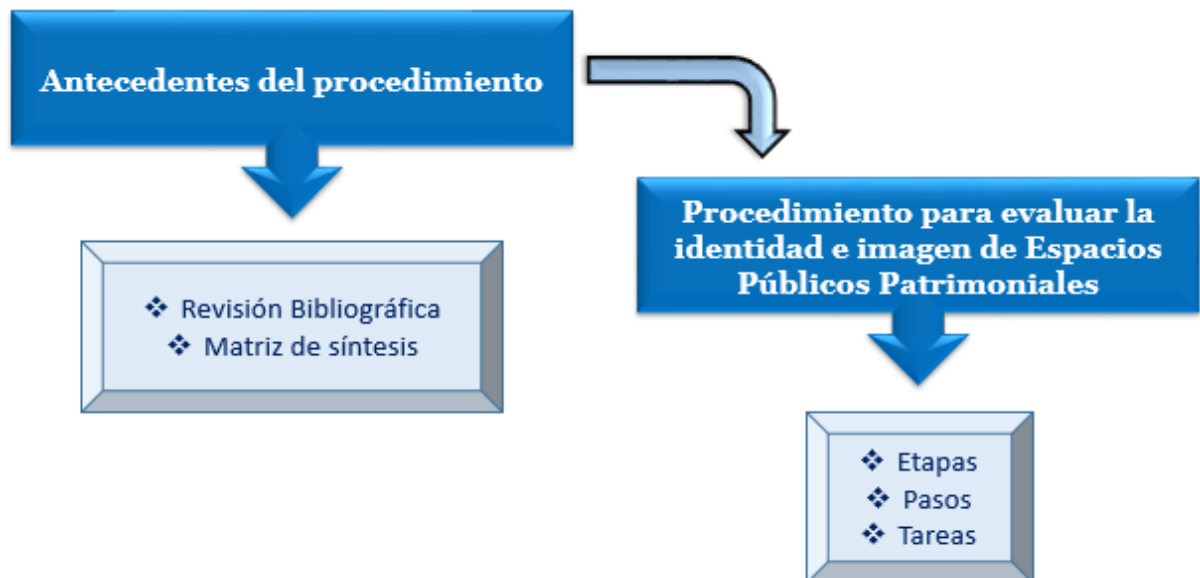 Antecedentes del procedimiento
Procedimiento para evaluar la
identidad e imagen de Espacios
Públicos Patrimoniales
❖ Revisión Bibliográfica
❖ Matriz de síntesis
❖ Etapas
❖ Pasos
❖ Tareas